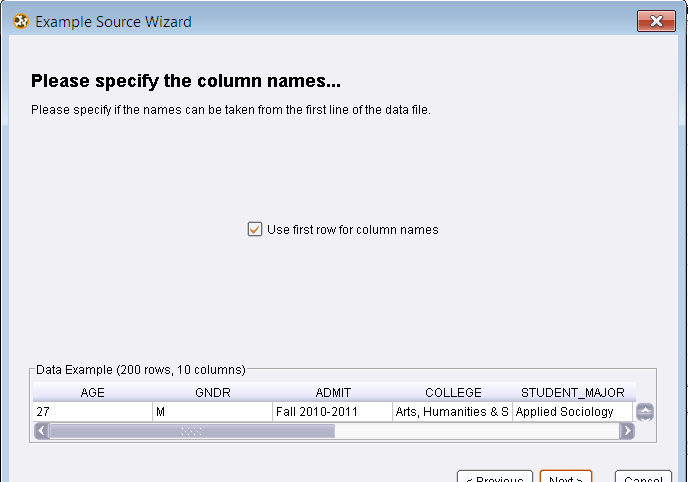 Example Source Wizard
Please specify the column names...
Please specify if the names can be taken from the first line of the data file.
Use first row for column names
Data Example (200 rows, 10 columns)
AGE GNDR ADMIT COLLEGE STUDENT_MAJOR
27 M Fall 2010-2011 Arts, Humanities & S Applied Sociology
< Previous Next > Cancel